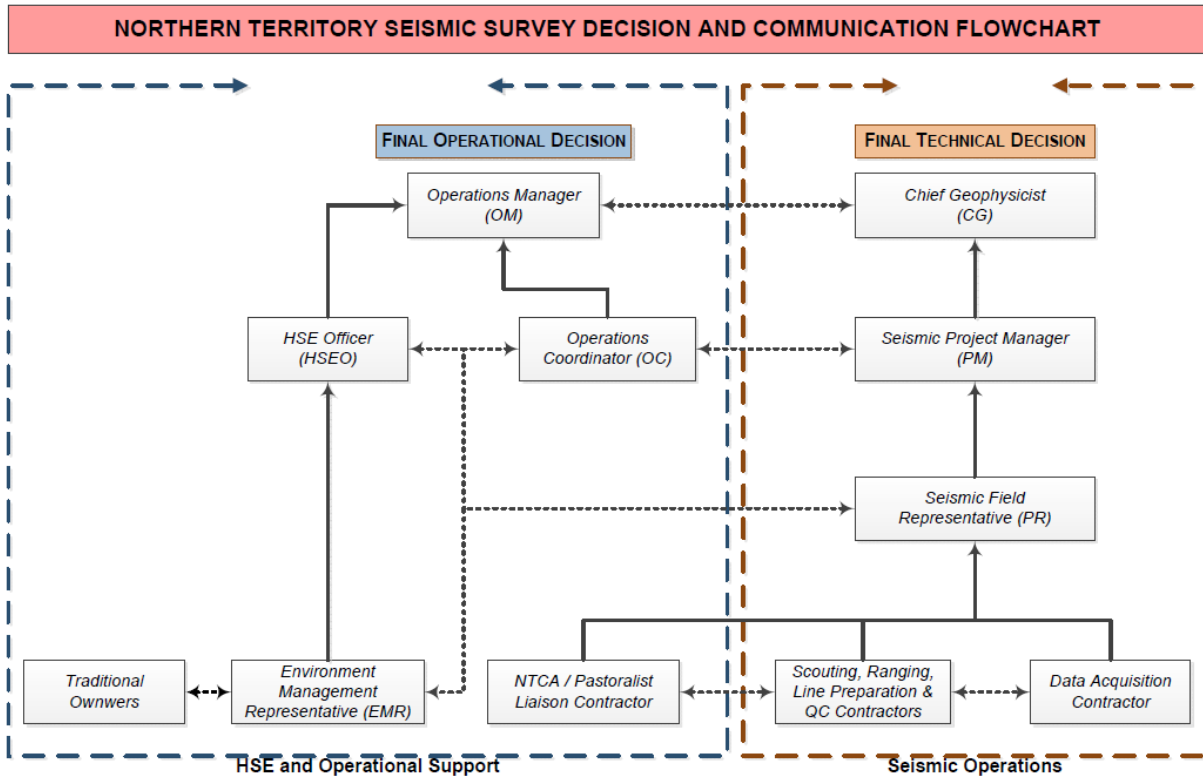 NORTHERN TERRITORY SEISMIC SURVEY DECISION AND COMMUNICATION FLOWCHART
FINAL OPERATIONAL DECISION
FINAL TECHNICAL DECISION
Operations Manager
(OM)
Chief Geophysicist
(CG)
HSE Officer
(HSEO)
Operations
Coordinator (OC)
Seismic Project Manager
(PM)
Seismic Field
Representative (PR)
Traditional
Ownwers
Environment
Management
Representative (EMR)
NTCA / Pastoralist
Liaison Contractor
Scouting, Ranging,
Line Preparation &
QC Contractors
Data Acquisition
Contractor
HSE and Operational Support
Seismic Operations